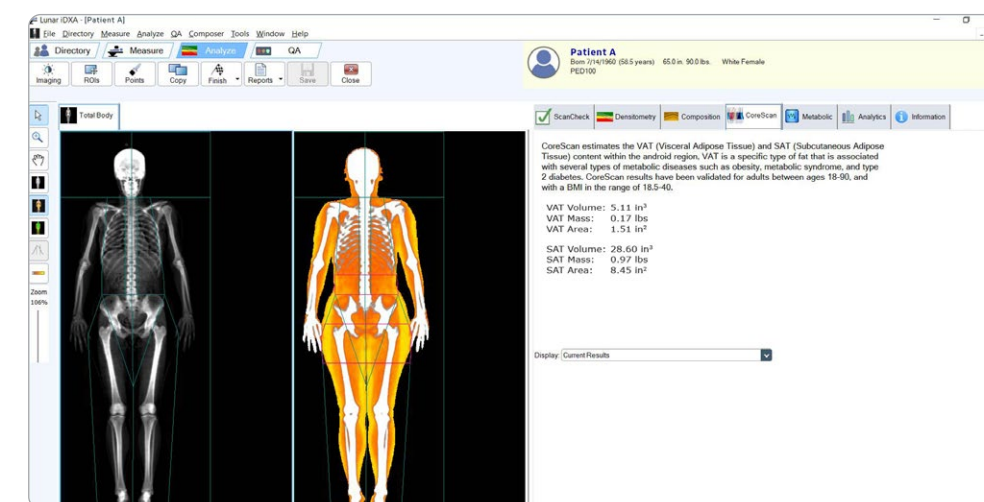 Lunar iDXA - [Patient A]
File Directory Measure Analyze QA Composer Tools Window Help
Directory Measure Analyze QA
Imaging ROIs Points Copy Finish Reports Save Close
Patient A
Born 7/14/1960 (58.5 years) 65.0 in. 90.0 lbs. White Female
PED100
Total Body
ScanCheck Densitometry Composition CoreScan Metabolic Analytics Information
Zoom
106%
CoreScan estimates the VAT (Visceral Adipose Tissue) and SAT (Subcutaneous Adipose
Tissue) content within the android region, VAT is a specific type of fat that is associated
with several types of metabolic diseases such as obesity, metabolic syndrome, and type
2 diabetes. CoreScan results have been validated for adults between ages 18-90, and
with a BMI in the range of 18.5-40.
VAT Volume: 5.11 in³
VAT Mass: 0.17 lbs
VAT Area: 1.51 in²
SAT Volume: 28.60 in³
SAT Mass: 0.97 lbs
SAT Area: 8.45 in²
Display: Current Results